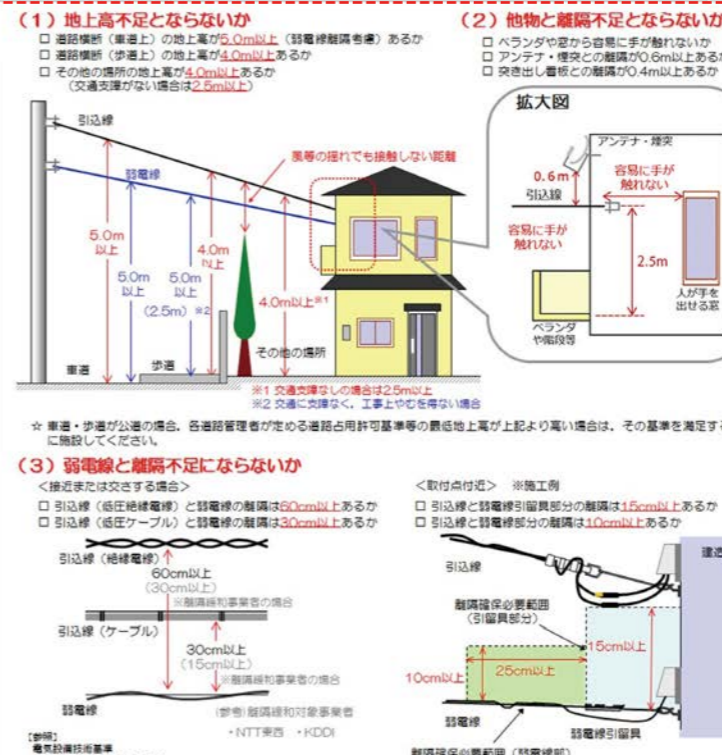 （1）地上高不足とならないか
□ 道路横断（車道上）の地上高が5.0m以上（弱電線離隔考慮）あるか
□ 道路横断（歩道上）の地上高が4.0m以上あるか
□ その他の場所の地上高が4.0m以上あるか
（交通支障がない場合は2.5m以上）
引込線
弱電線
風等の揺れでも接触しない距離
5.0m
以上
5.0m
以上
5.0m
以上
（2.5m）※2
4.0m
以上
4.0m以上※1
その他の場所
車道
歩道
※1 交通支障なしの場合は2.5m以上
※2 交通に支障なく、工事上やむを得ない場合
（2）他物と離隔不足とならないか
□ ベランダや窓から容易に手が触れないか
□ アンテナ・煙突との離隔が0.6m以上あるか
□ 突き出し看板との離隔が0.4m以上あるか
拡大図
アンテナ・煙突
0.6m
引込線
容易に手が
触れない
容易に手が
触れない
2.5m
ベランダ
や階段等
人が手を
出せる窓
☆ 車道・歩道が公道の場合、各道路管理者が定める道路占用許可基準等の最低地上高が上記より高い場合は、その基準を満足する
に施設してください。
（3）弱電線と離隔不足にならないか
＜接近または交さする場合＞
□ 引込線（低圧絶縁電線）と弱電線の離隔は60cm以上あるか
□ 引込線（低圧ケーブル）と弱電線の離隔は30cm以上あるか
引込線（絶縁電線）
60cm以上
（30cm以上）
※離隔緩和事業者の場合
引込線（ケーブル）
30cm以上
（15cm以上）
※離隔緩和事業者の場合
弱電線
（参考）離隔緩和対象事業者
・NTT東西 ・KDDI
【参照】
電気設備技術基準
＜取付点付近＞ ※施工例
□ 引込線と弱電線引留具部分の離隔は15cm以上あるか
□ 引込線と弱電線部分の離隔は10cm以上あるか
引込線
建造
離隔確保必要範囲
（引留具部分）
15cm以上
10cm以上
25cm以上
弱電線
弱電線引留具
離隔確保必要範囲（弱電線部）